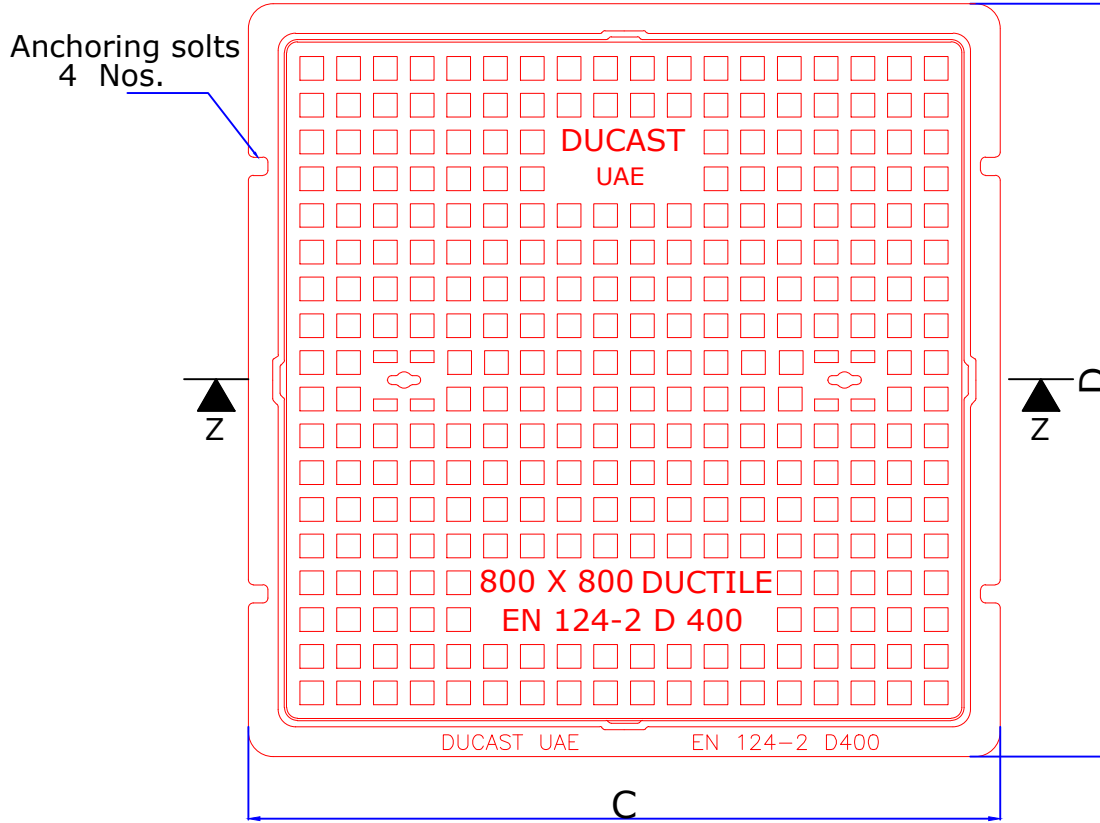 Anchoring solts
4 Nos.
DUCAST
UAE
Z
Z
D
800 X 800 DUCTILE
EN 124-2 D 400
DUCAST UAE EN 124-2 D400
C